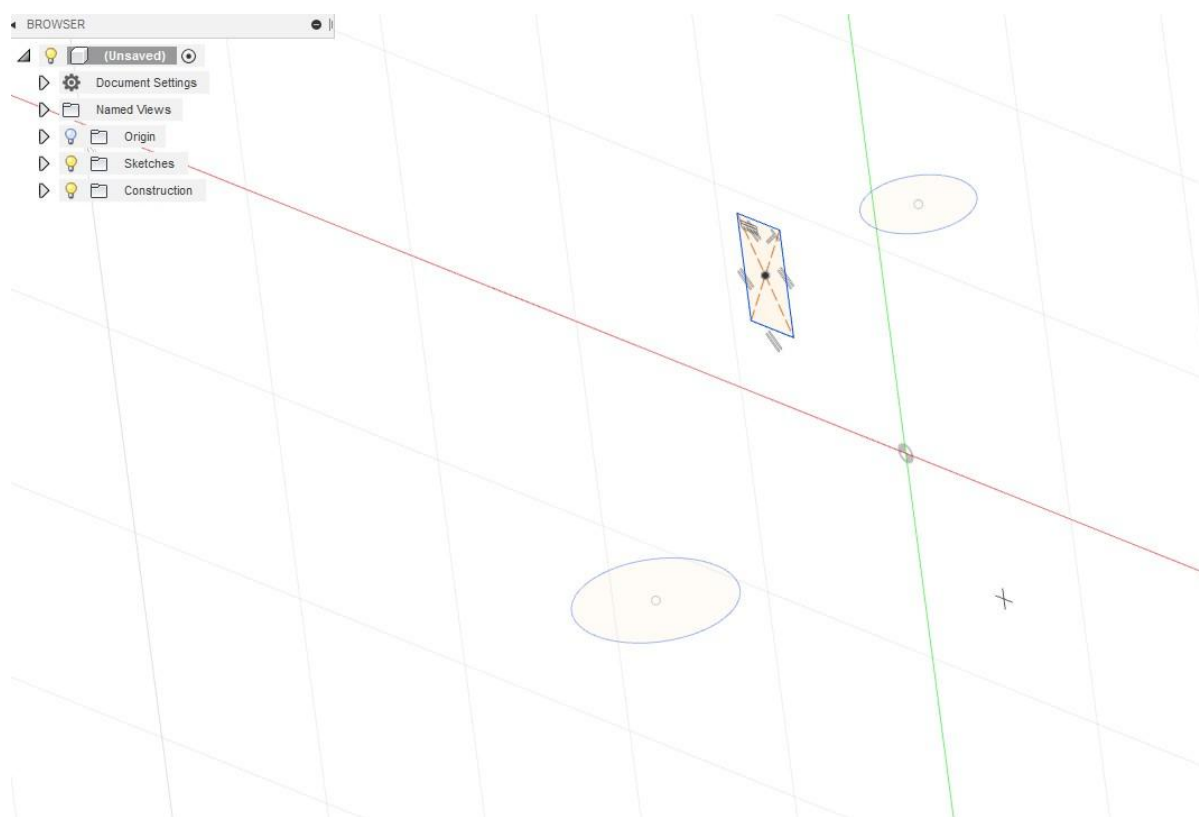 BROWSER
(Unsaved)
Document Settings
Named Views
Origin
Sketches
Construction